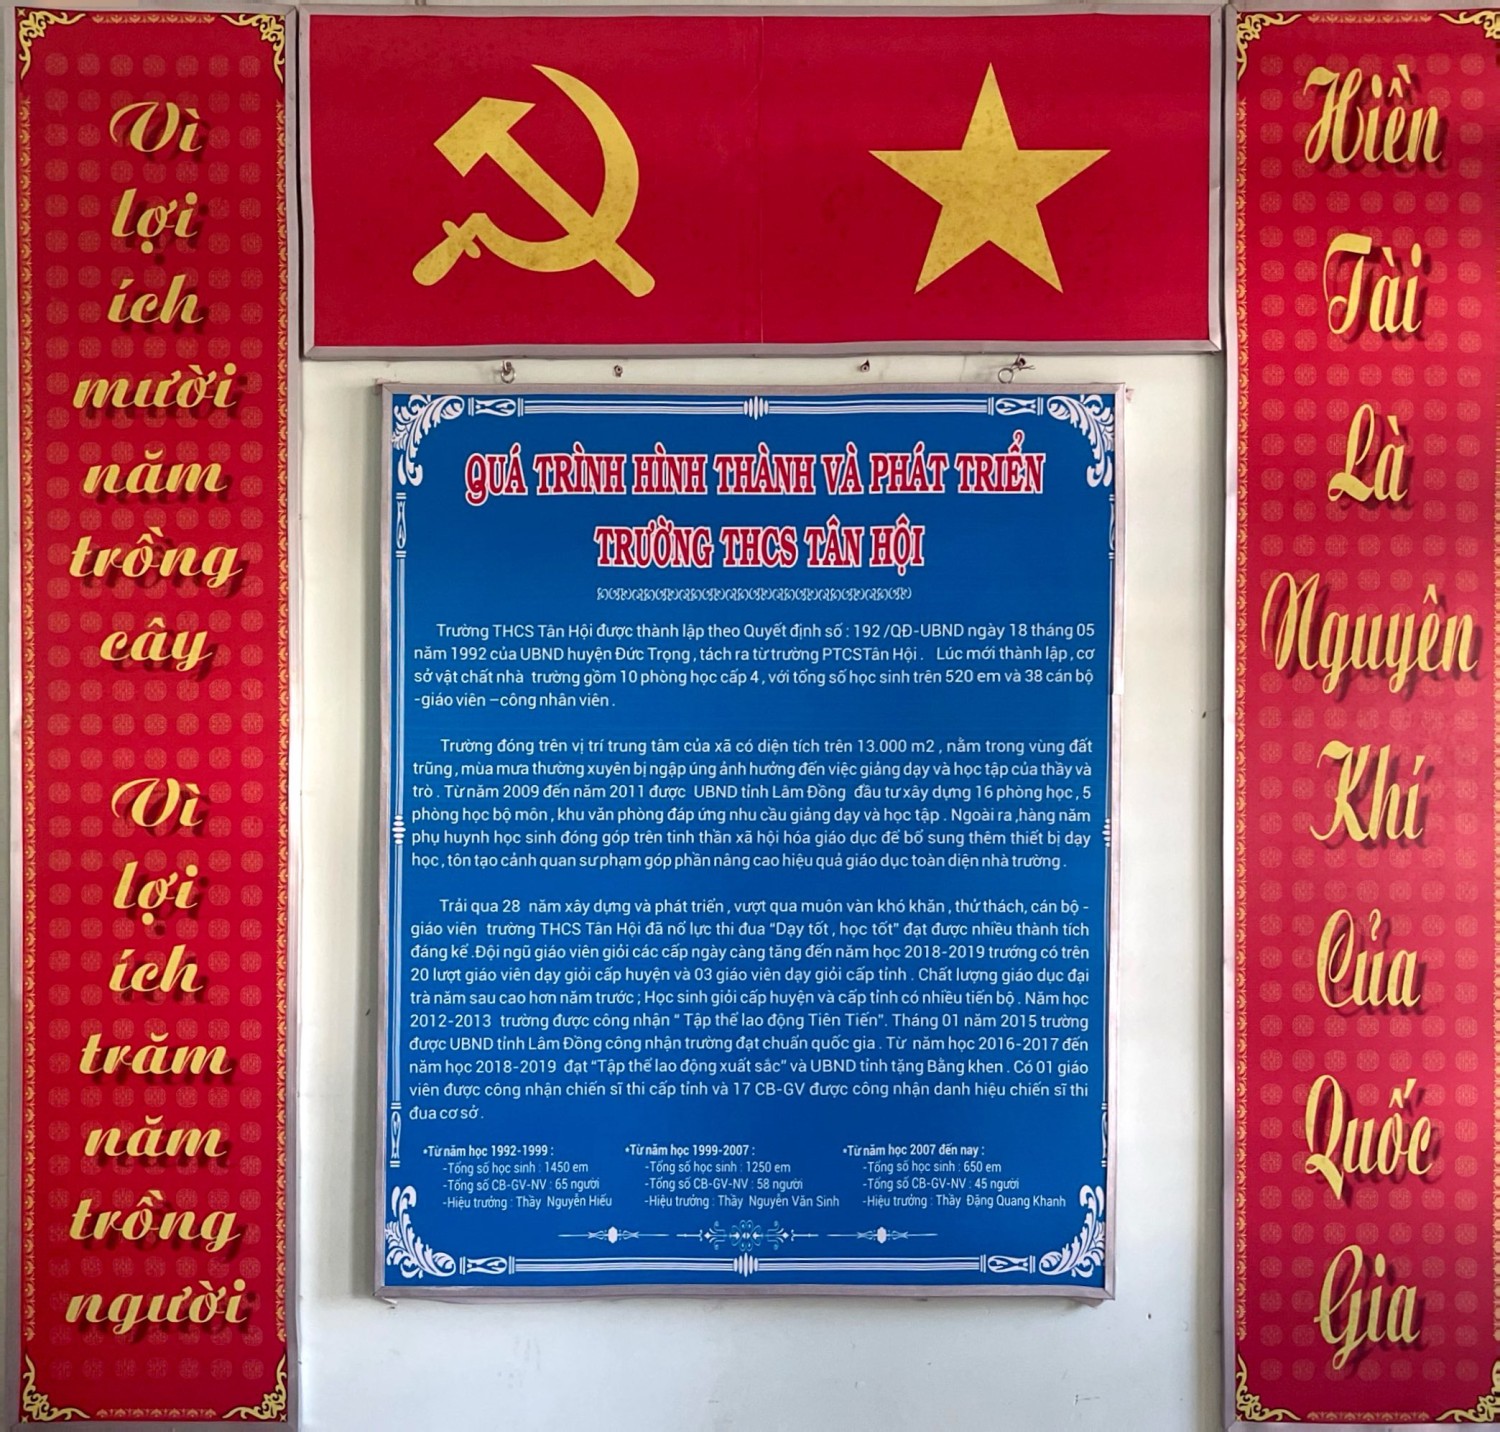 Vì
lợi
ích
mười
năm
trồng
cây
Vì
lợi
ích
trăm
năm
trồng
người
QUÁ TRÌNH HÌNH THÀNH VÀ PHÁT TRIỂN
TRƯỜNG THCS TÂN HỘI
Trường THCS Tân Hội được thành lập theo Quyết định số : 192 /QĐ-UBND ngày 18 tháng 05
năm 1992 của UBND huyện Đức Trọng , tách ra từ trường PTCSTân Hội . Lúc mới thành lập , cơ
sở vật chất nhà trường gồm 10 phòng học cấp 4 , với tổng số học sinh trên 520 em và 38 cán bộ
-giáo viên –công nhân viên .
Trường đóng trên vị trí trung tâm của xã có diện tích trên 13.000 m2 , nằm trong vùng đất
trũng , mùa mưa thường xuyên bị ngập úng ảnh hưởng đến việc giảng dạy và học tập của thầy và
trò . Từ năm 2009 đến năm 2011 được UBND tỉnh Lâm Đồng đầu tư xây dựng 16 phòng học , 5
phòng học bộ môn , khu văn phòng đáp ứng nhu cầu giảng dạy và học tập . Ngoài ra ,hàng năm
phụ huynh học sinh đóng góp trên tinh thần xã hội hóa giáo dục để bổ sung thêm thiết bị dạy
học , tôn tạo cảnh quan sư phạm góp phần nâng cao hiệu quả giáo dục toàn diện nhà trường .
Trải qua 28 năm xây dựng và phát triển , vượt qua muôn vàn khó khăn , thử thách, cán bộ -
giáo viên trường THCS Tân Hội đã nổ lực thi đua “Dạy tốt , học tốt” đạt được nhiều thành tích
đáng kể .Đội ngũ giáo viên giỏi các cấp ngày càng tăng đến năm học 2018-2019 trướng có trên
20 lượt giáo viên dạy giỏi cấp huyện và 03 giáo viên dạy giỏi cấp tỉnh . Chất lượng giáo dục đại
trà năm sau cao hơn năm trước ; Học sinh giỏi cấp huyện và cấp tỉnh có nhiều tiến bộ . Năm học
2012-2013 trường được công nhận “ Tập thể lao động Tiên Tiến”. Tháng 01 năm 2015 trường
được UBND tỉnh Lâm Đồng công nhận trường đạt chuẩn quốc gia . Từ năm học 2016-2017 đến
năm học 2018-2019 đạt “Tập thể lao động xuất sắc” và UBND tỉnh tặng Bằng khen . Có 01 giáo
viên được công nhận chiến sĩ thi cấp tỉnh và 17 CB-GV được công nhận danh hiệu chiến sĩ thi
đua cơ sở .
•Từ năm học 1992-1999 :
-Tổng số học sinh : 1450 em
-Tổng số CB-GV-NV : 65 người
-Hiệu trưởng : Thầy Nguyễn Hiếu
•Từ năm học 1999-2007 :
-Tổng số học sinh : 1250 em
-Tổng số CB-GV-NV : 58 người
-Hiệu trưởng : Thầy Nguyễn Văn Sinh
•Từ năm học 2007 đến nay :
-Tổng số học sinh : 650 em
-Tổng số CB-GV-NV : 45 người
-Hiệu trưởng : Thầy Đặng Quang Khanh
Hiền
Tài
Là
Nguyên
Khí
Của
Quốc
Gia